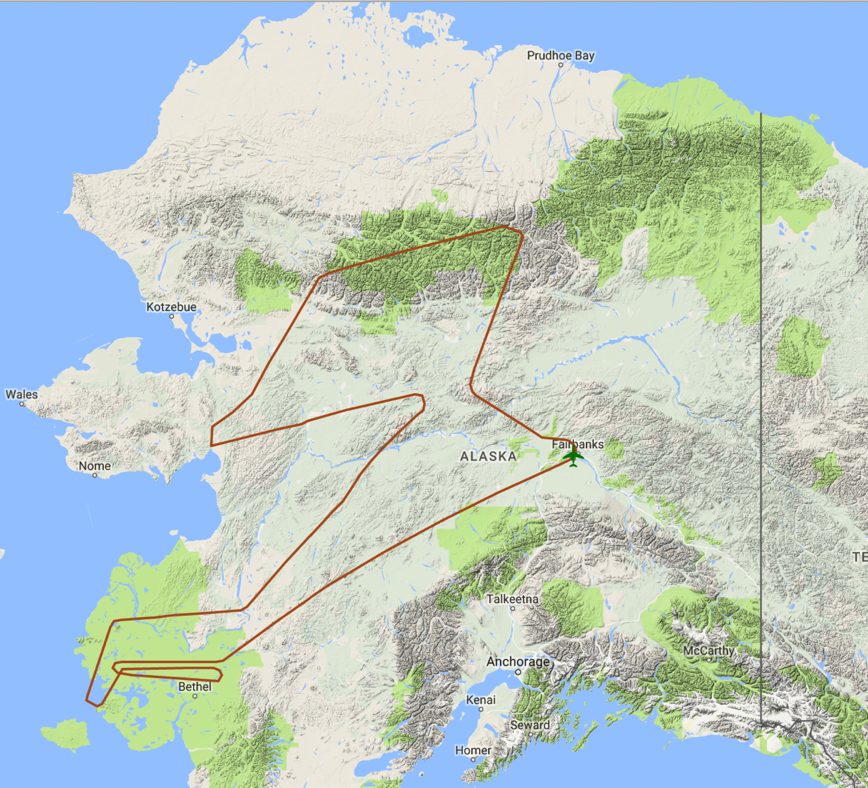 Prudhoe Bay
Kotzebue
Wales
Nome
Fairbanks
ALASKA
TE
Talkeetna
McCarthy
Anchorage
Bethel
Kenai
Seward
Homer